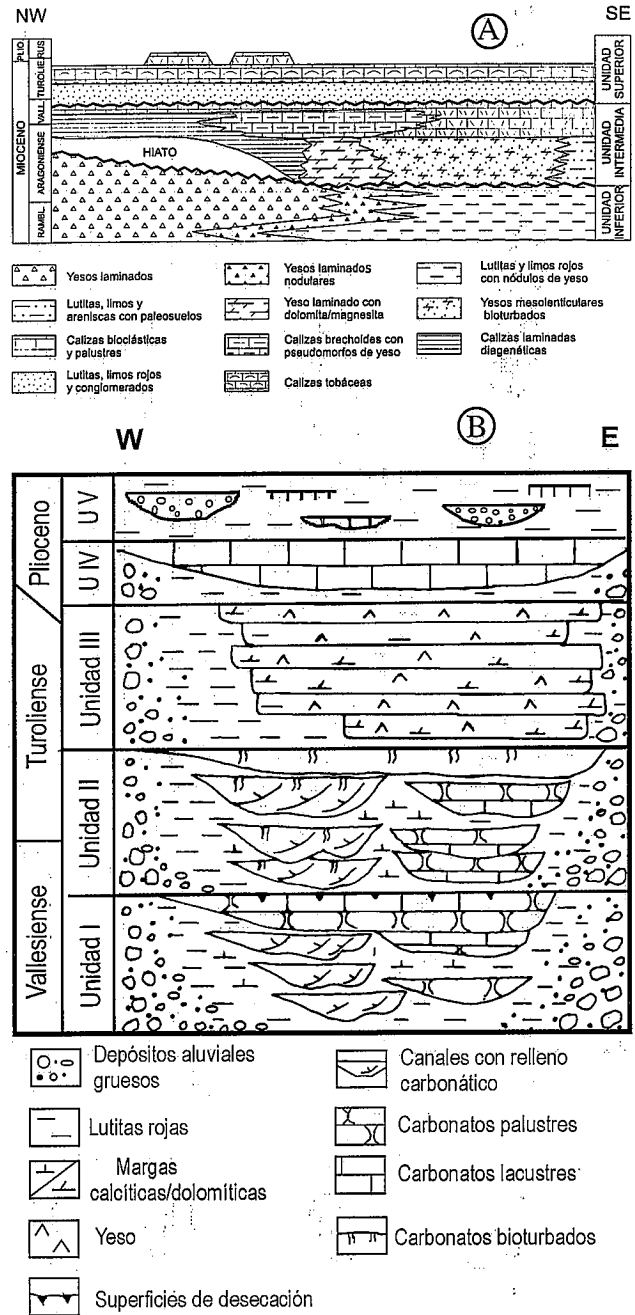 NW
SE
A
PLIO
RUS
TUROLIE
VALL
MIOCENO
ARAGONIENSE
RAMBL
HIATO
UNIDAD SUPERIOR
UNIDAD INTERMEDIA
UNIDAD INFERIOR
Yesos laminados
Yesos laminados
nodulares
Lutitas y limos rojos
con nódulos de yeso
Lutitas, limos y
areniscas con paleosuelos
Yeso laminado con
dolomita/magnesita
Yesos mesolenticulares
bioturbados
Calizas bioclásticas
y palustres
Calizas brechoides con
pseudomorfos de yeso
Calizas laminadas
diagenéticas
Lutitas, limos rojos
y conglomerados
Calizas tobáceas
B
W
E
Plioceno
Turoliense
Vallesiense
U V
U IV
Unidad III
Unidad II
Unidad I
Depósitos aluviales
gruesos
Canales con relleno
carbonático
Lutitas rojas
Carbonatos palustres
Margas
calcíticas/dolomíticas
Carbonatos lacustres
Yeso
Carbonatos bioturbados
Superficies de desecación